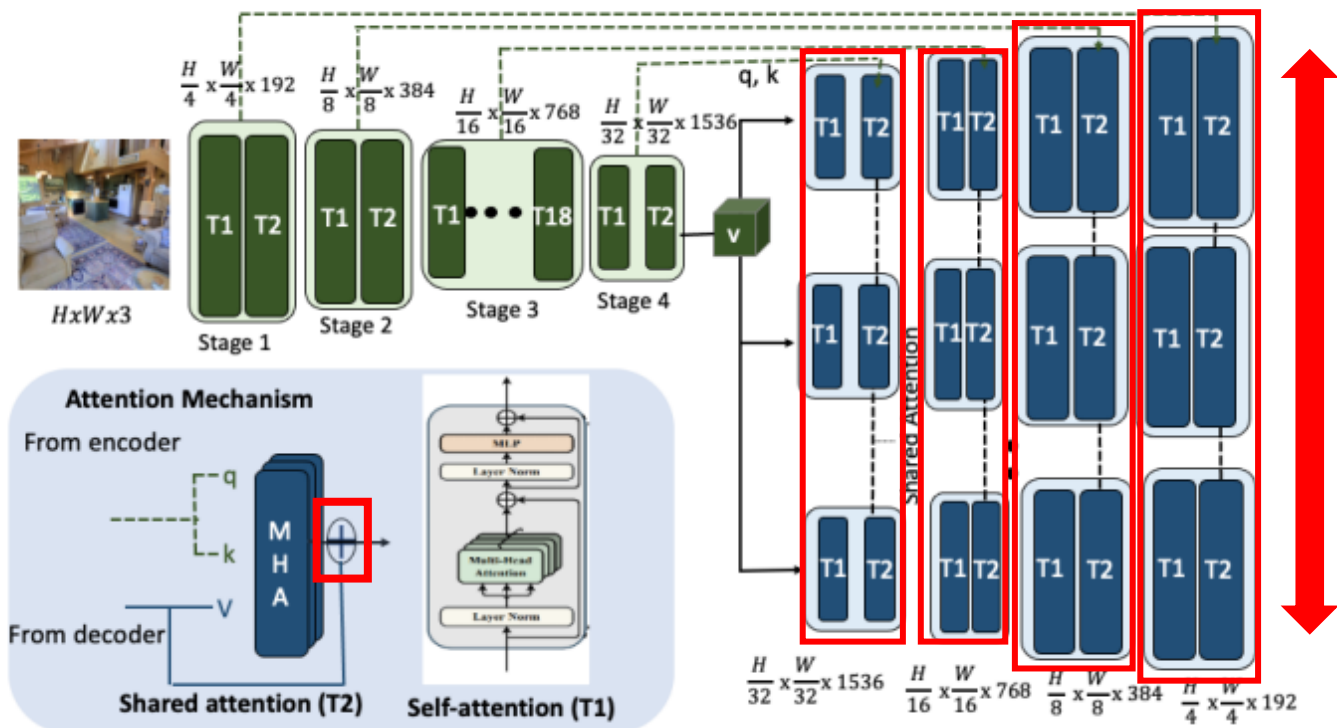 H/4 x W/4 x 192
H/8 x W/8 x 384
H/16 x W/16 x 768
H/32 x W/32 x 1536
q, k
T1 T2
T1 T2
T1 T18
T1 T2
v
HxWx3
Stage 1
Stage 2
Stage 3
Stage 4
T1 T2
T1 T2
T1 T2
T1 T2
T1 T2
T1 T2
T1 T2
T1 T2
Shared Attention
T1 T2
T1 T2
T1 T2
T1 T2
H/32 x W/32 x 1536
H/16 x W/16 x 768
H/8 x W/8 x 384
H/4 x W/4 x 192
Attention Mechanism
From encoder
q
k
V
From decoder
MHA
Shared attention (T2)
MLP
Layer Norm
Multi-Head
Attention
Layer Norm
Self-attention (T1)